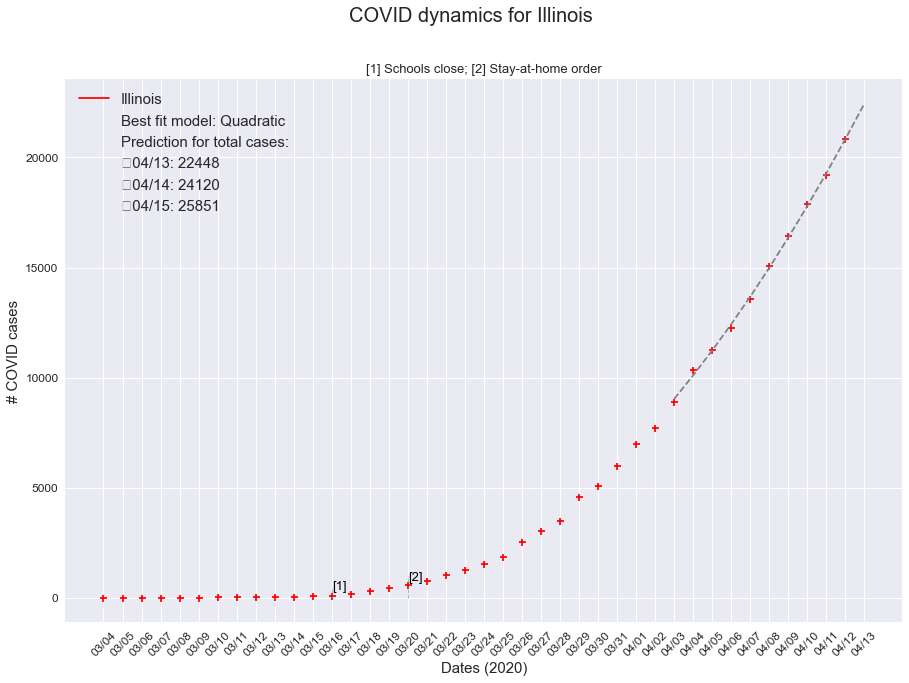 COVID dynamics for Illinois
[1] Schools close; [2] Stay-at-home order
Illinois
Best fit model: Quadratic
Prediction for total cases:
04/13: 22448
04/14: 24120
04/15: 25851
20000
15000
10000
5000
0
# COVID cases
[1]
[2]
03/04 03/05 03/06 03/07 03/08 03/09 03/10 03/11 03/12 03/13 03/14 03/15 03/16 03/17 03/18 03/19 03/20 03/21 03/22 03/23 03/24 03/25 03/26 03/27 03/28 03/29 03/30 03/31 04/01 04/02 04/03 04/04 04/05 04/06 04/07 04/08 04/09 04/10 04/11 04/12 04/13
Dates (2020)